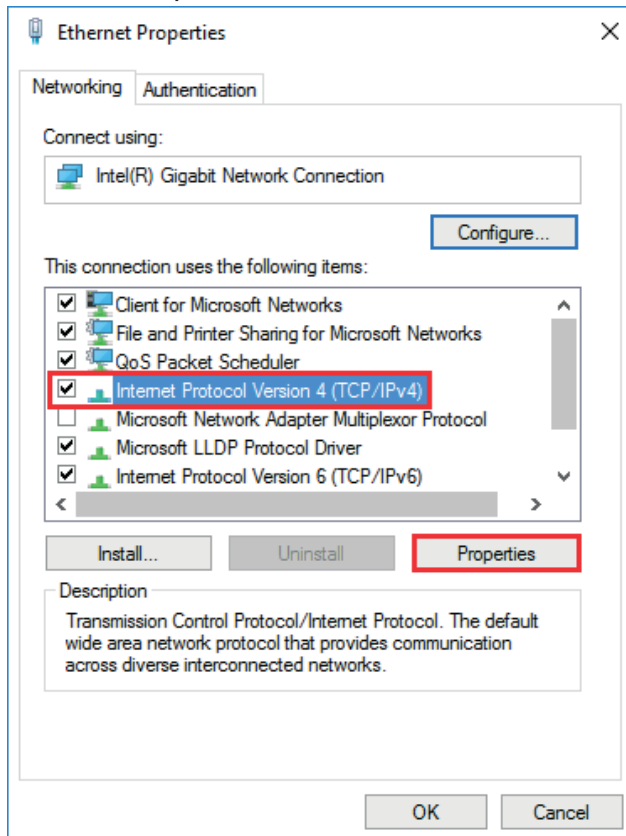 Ethernet Properties
Networking
Authentication
Connect using:
Intel(R) Gigabit Network Connection
Configure...
This connection uses the following items:
Client for Microsoft Networks
File and Printer Sharing for Microsoft Networks
QoS Packet Scheduler
Internet Protocol Version 4 (TCP/IPv4)
Microsoft Network Adapter Multiplexor Protocol
Microsoft LLDP Protocol Driver
Internet Protocol Version 6 (TCP/IPv6)
Install...
Uninstall
Properties
Description
Transmission Control Protocol/Internet Protocol. The default
wide area network protocol that provides communication
across diverse interconnected networks.
OK
Cancel